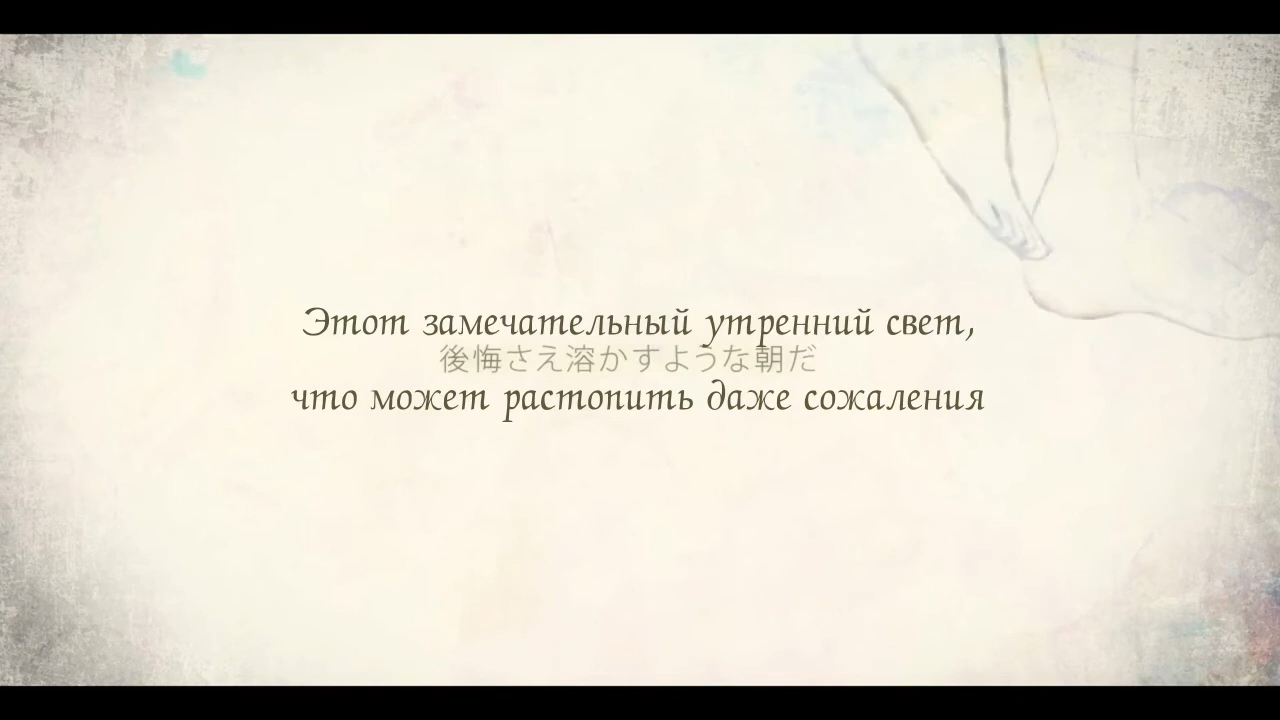 Этот замечательный утренний свет,
後悔さえ溶かすような朝だ
что может растопить даже сожаления